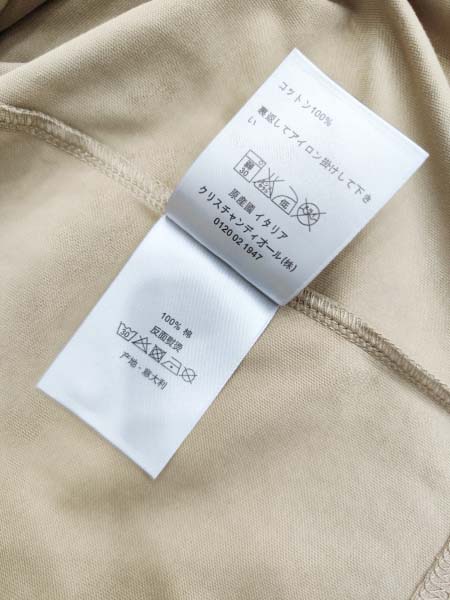 コットン100%
裏返してアイロン掛けして下さ
い
原産国 イタリア
クリスチャンディオール(株)
0120 02 1947
100% 棉
反面熨烫
产地：意大利